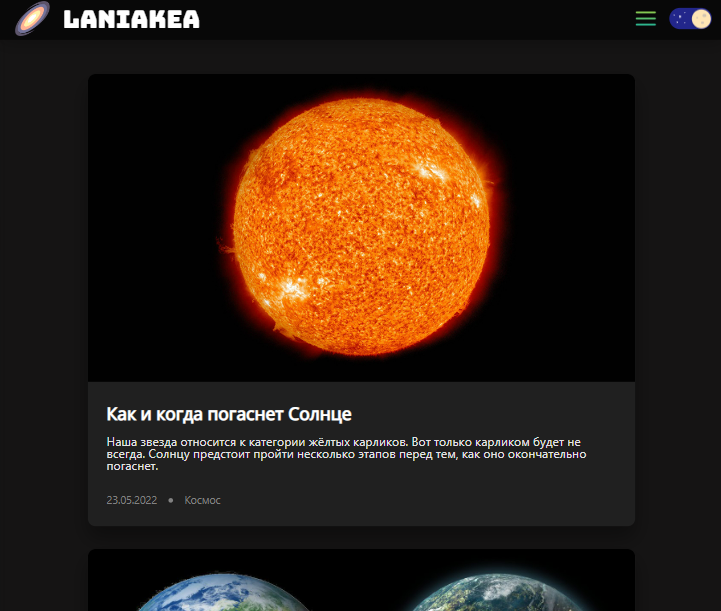 LANIAKEA
Как и когда погаснет Солнце
Наша звезда относится к категории жёлтых карликов. Вот только карликом будет не
всегда. Солнцу предстоит пройти несколько этапов перед тем, как оно окончательно
погаснет.
23.05.2022 • Космос